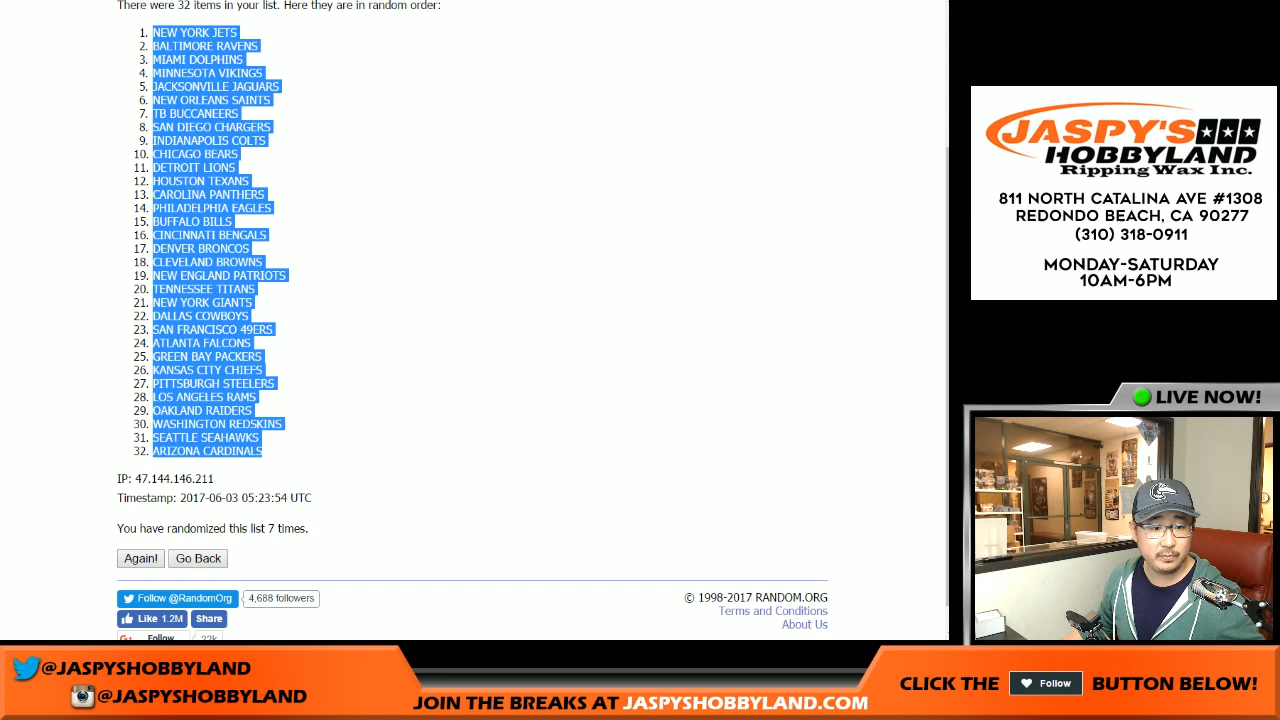 There were 32 items in your list. Here they are in random order:
1. NEW YORK JETS
2. BALTIMORE RAVENS
3. MIAMI DOLPHINS
4. MINNESOTA VIKINGS
5. JACKSONVILLE JAGUARS
6. NEW ORLEANS SAINTS
7. TB BUCCANEERS
8. SAN DIEGO CHARGERS
9. INDIANAPOLIS COLTS
10. CHICAGO BEARS
11. DETROIT LIONS
12. HOUSTON TEXANS
13. CAROLINA PANTHERS
14. PHILADELPHIA EAGLES
15. BUFFALO BILLS
16. CINCINNATI BENGALS
17. DENVER BRONCOS
18. CLEVELAND BROWNS
19. NEW ENGLAND PATRIOTS
20. TENNESSEE TITANS
21. NEW YORK GIANTS
22. DALLAS COWBOYS
23. SAN FRANCISCO 49ERS
24. ATLANTA FALCONS
25. GREEN BAY PACKERS
26. KANSAS CITY CHIEFS
27. PITTSBURGH STEELERS
28. LOS ANGELES RAMS
29. OAKLAND RAIDERS
30. WASHINGTON REDSKINS
31. SEATTLE SEAHAWKS
32. ARIZONA CARDINALS
IP: 47.144.146.211
Timestamp: 2017-06-03 05:23:54 UTC
You have randomized this list 7 times.
Again! Go Back
Follow @RandomOrg 4,688 followers
Like 1.2M Share
Follow 22k
© 1998-2017 RANDOM.ORG
Terms and Conditions
About Us
JASPY'S
HOBBYLAND
Ripping Wax Inc.
811 NORTH CATALINA AVE #1308
REDONDO BEACH, CA 90277
(310) 318-0911
MONDAY-SATURDAY
10AM-6PM
LIVE NOW!
@JASPYSHOBBYLAND
@JASPYSHOBBYLAND
JOIN THE BREAKS AT JASPYSHOBBYLAND.COM
CLICK THE Follow BUTTON BELOW!